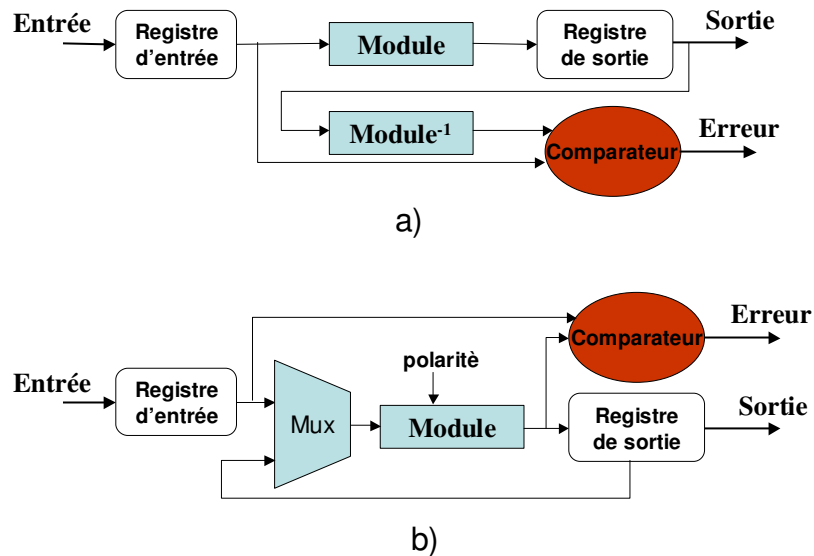 Entrée
Registre
d'entrée
Module
Registre
de sortie
Sortie
Module-1
Comparateur
Erreur
a)
Comparateur
Erreur
polaritè
Entrée
Registre
d'entrée
Mux
Module
Registre
de sortie
Sortie
b)